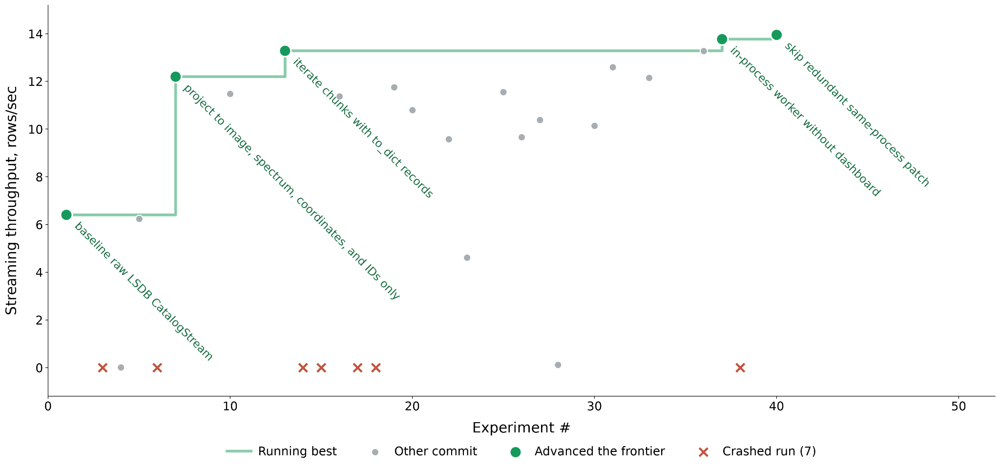 Streaming throughput, rows/sec
14
12
10
8
6
4
2
0
baseline raw LSDB CatalogStream
project to image, spectrum, coordinates, and IDs only
iterate chunks with to_dict records
in-process worker without dashboard
skip redundant same-process patch
0 10 20 30 40 50
Experiment #
Running best Other commit Advanced the frontier Crashed run (7)